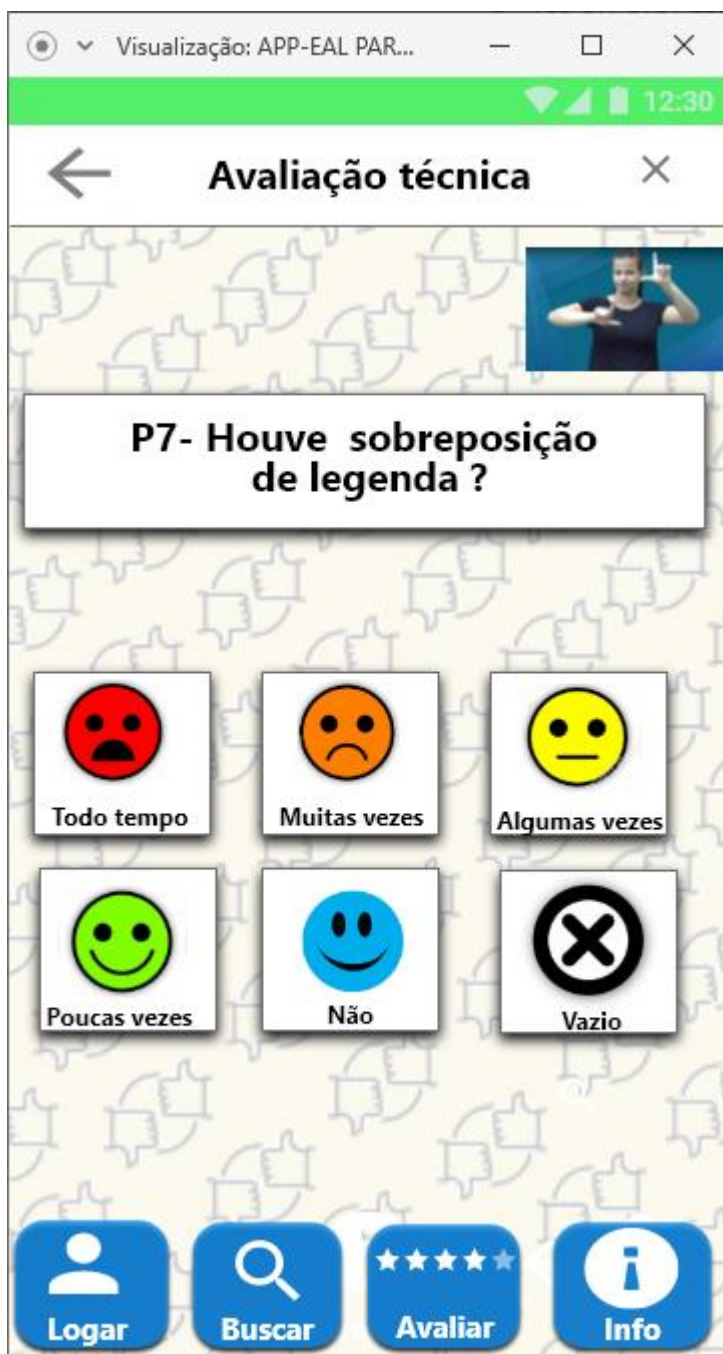 Visualização: APP-EAL PAR...
12:30
Avaliação técnica
P7- Houve sobreposição
de legenda ?
Todo tempo
Muitas vezes
Algumas vezes
Poucas vezes
Não
Vazio
Logar
Buscar
Avaliar
Info